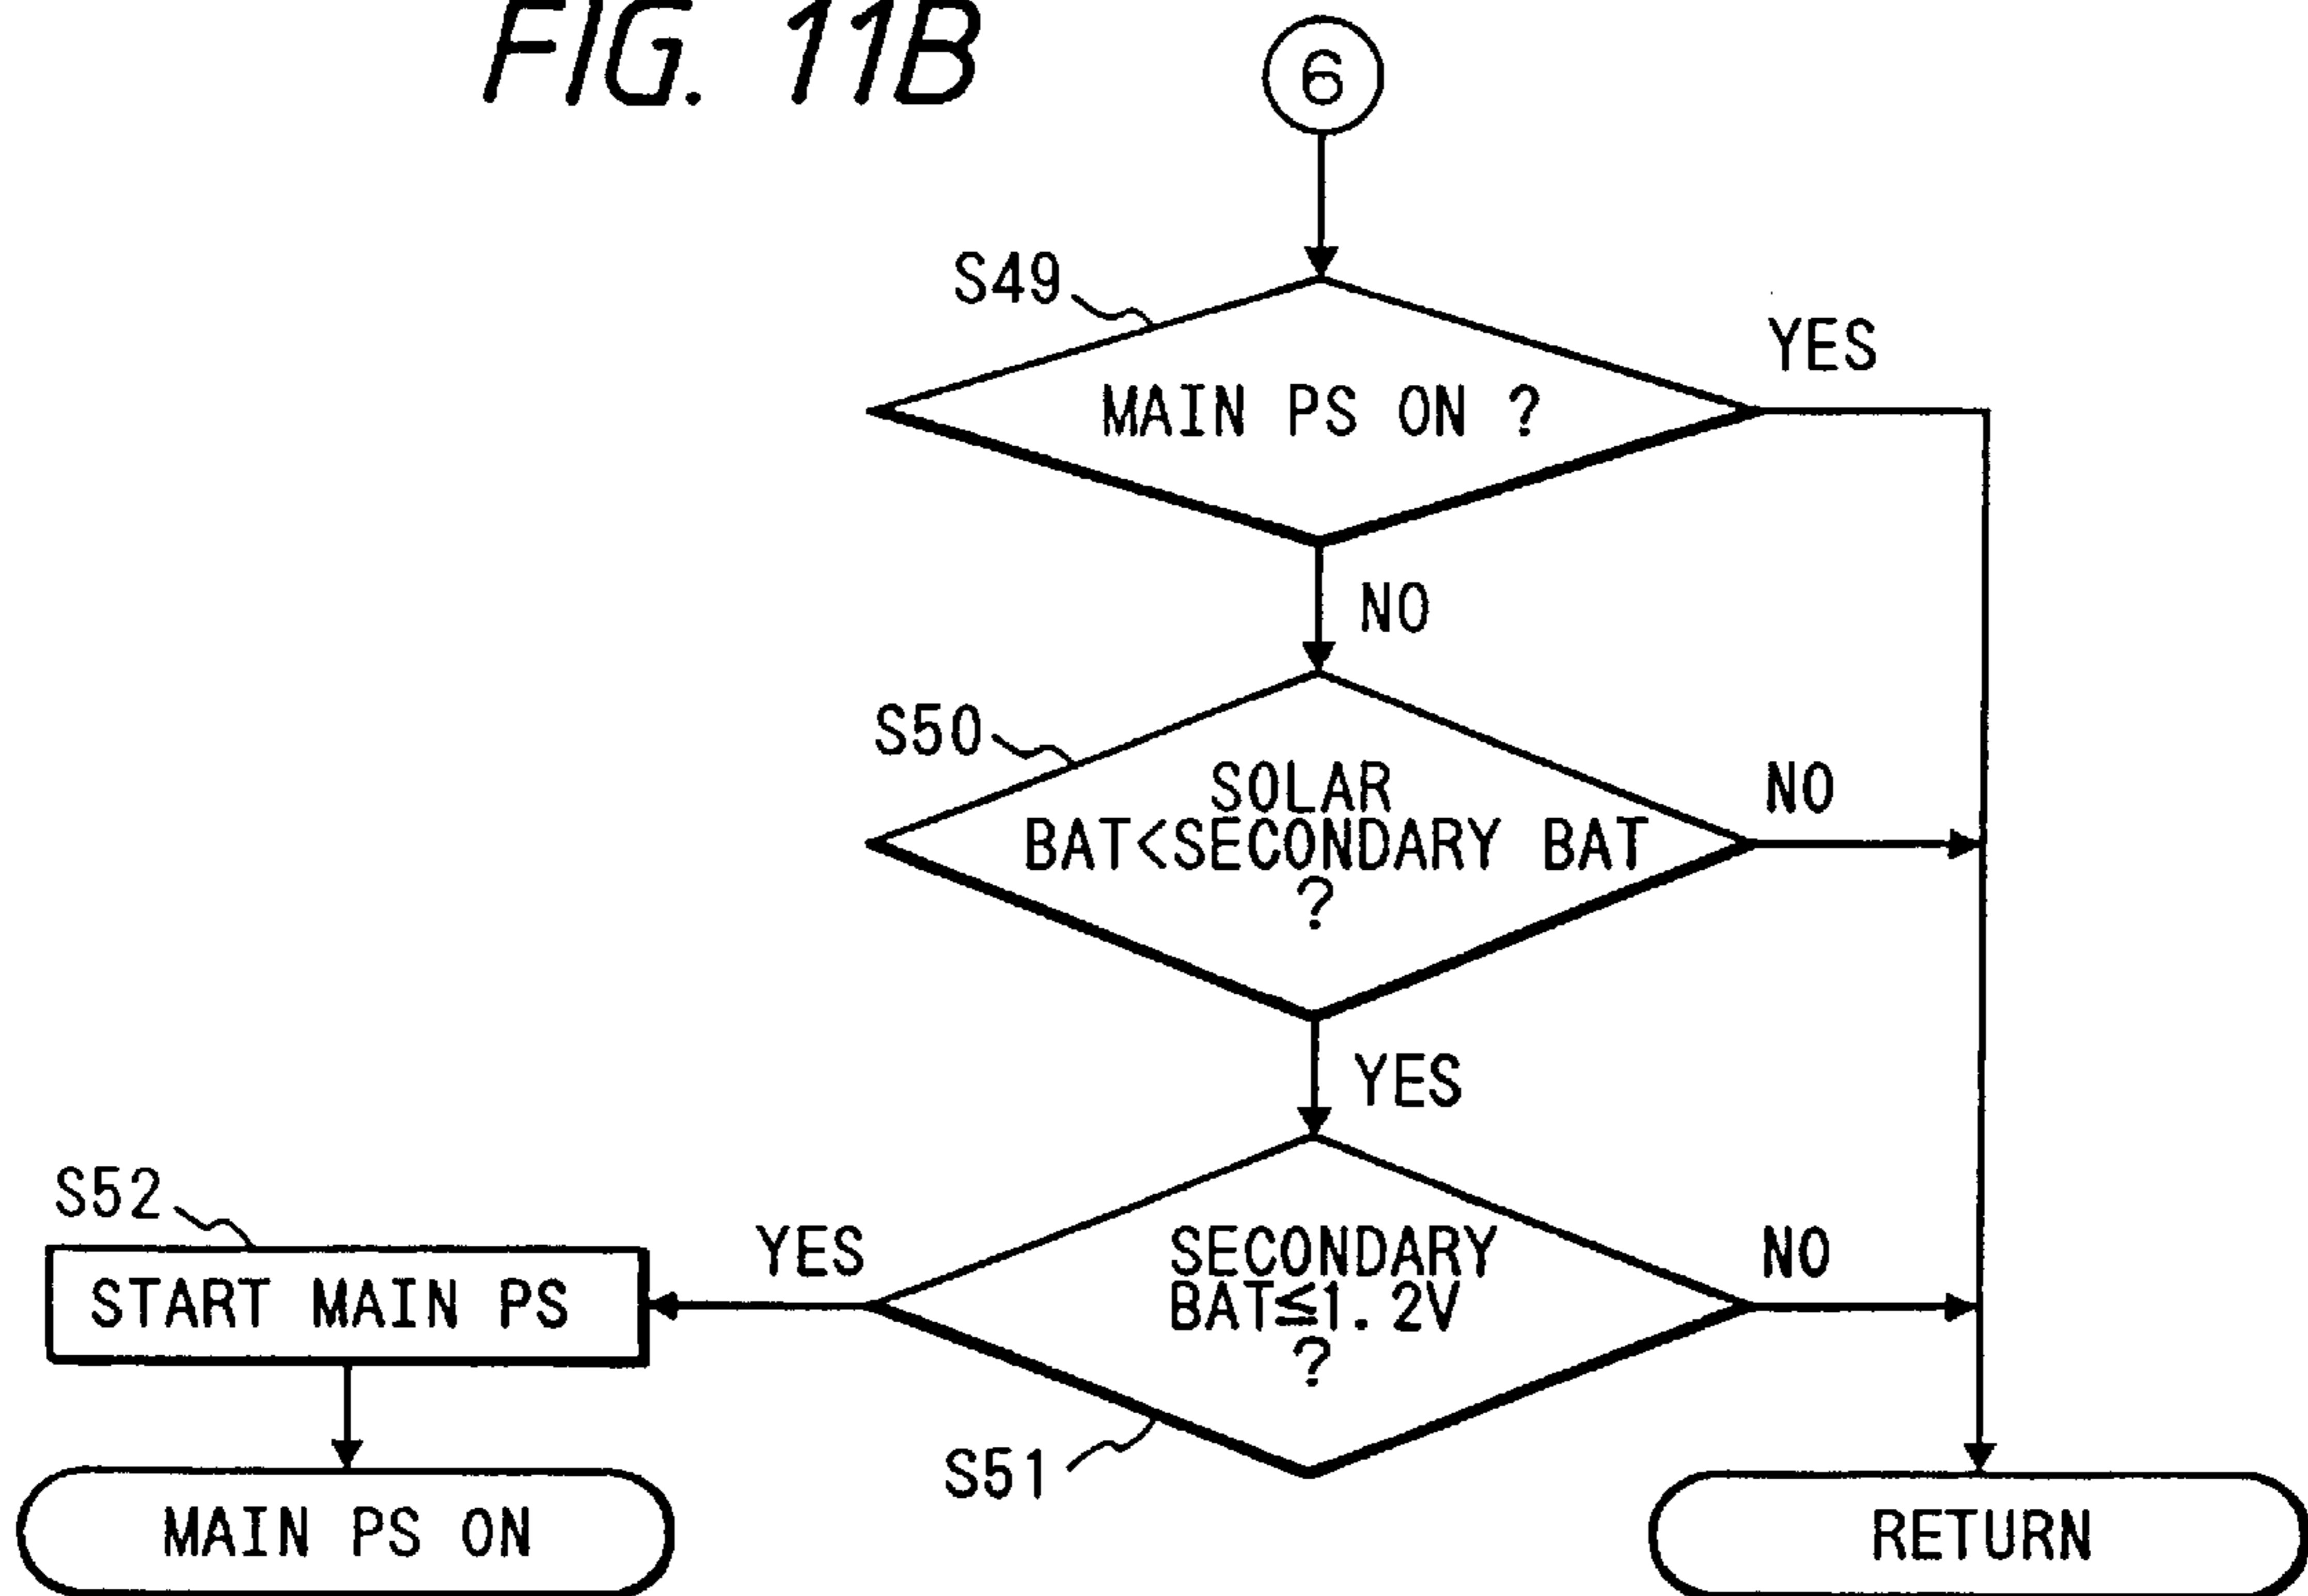 FIG. 11B
6
S49
MAIN PS ON ?
YES
NO
S50
SOLAR
BAT<SECONDARY BAT
?
NO
YES
S52
START MAIN PS
YES
SECONDARY
BAT≦1.2V
?
NO
S51
MAIN PS ON
RETURN